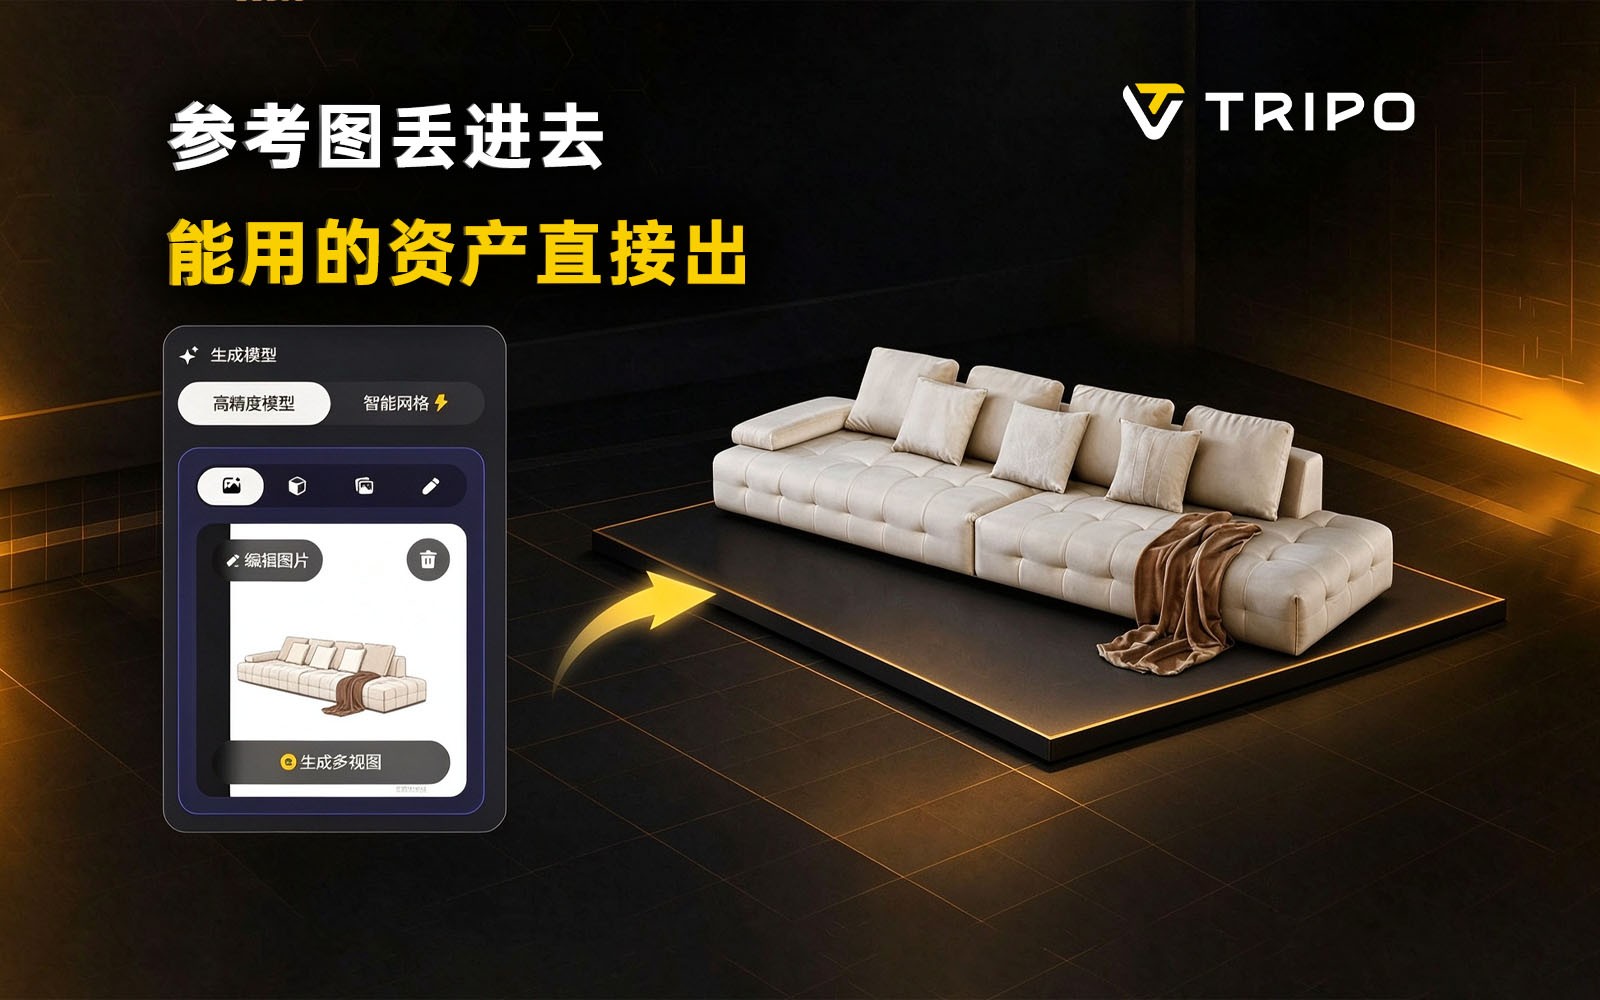 参考图丢进去
能用的资产直接出
TRIPO
生成模型
高精度模型
智能网格
编辑图片
生成多视图